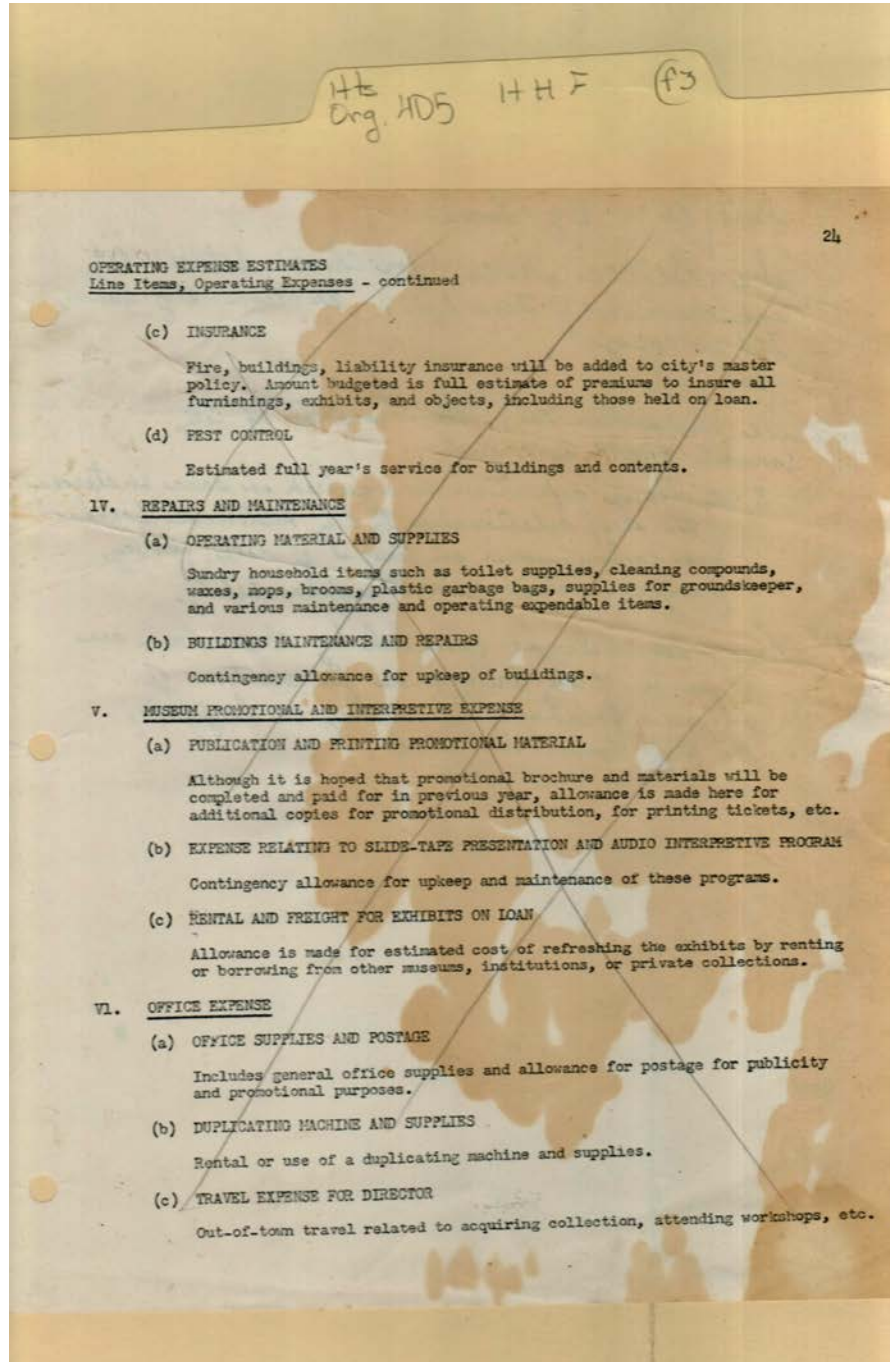 Hts HHF f3
Org. HD5
24
OPERATING EXPENSE ESTIMATES
Line Items, Operating Expenses - continued
(c) INSURANCE
Fire, buildings, liability insurance will be added to city's master
policy. Amount budgeted is full estimate of premiums to insure all
furnishings, exhibits, and objects, including those held on loan.
(d) PEST CONTROL
Estimated full year's service for buildings and contents.
1V. REPAIRS AND MAINTENANCE
(a) OPERATING MATERIAL AND SUPPLIES
Sundry household items such as toilet supplies, cleaning compounds,
waxes, mops, brooms, plastic garbage bags, supplies for groundskeeper,
and various maintenance and operating expendable items.
(b) BUILDINGS MAINTENANCE AND REPAIRS
Contingency allowance for upkeep of buildings.
V. MUSEUM PROMOTIONAL AND INTERPRETIVE EXPENSE
(a) PUBLICATION AND PRINTING PROMOTIONAL MATERIAL
Although it is hoped that promotional brochure and materials will be
completed and paid for in previous year, allowance is made here for
additional copies for promotional distribution, for printing tickets, etc.
(b) EXPENSE RELATING TO SLIDE-TAPE PRESENTATION AND AUDIO INTERPRETIVE PROGRAM
Contingency allowance for upkeep and maintenance of these programs.
(c) RENTAL AND FREIGHT FOR EXHIBITS ON LOAN
Allowance is made for estimated cost of refreshing the exhibits by renting
or borrowing from other museums, institutions, or private collections.
V1. OFFICE EXPENSE
(a) OFFICE SUPPLIES AND POSTAGE
Includes general office supplies and allowance for postage for publicity
and promotional purposes.
(b) DUPLICATING MACHINE AND SUPPLIES
Rental or use of a duplicating machine and supplies.
(c) TRAVEL EXPENSE FOR DIRECTOR
Out-of-town travel related to acquiring collection, attending workshops, etc.